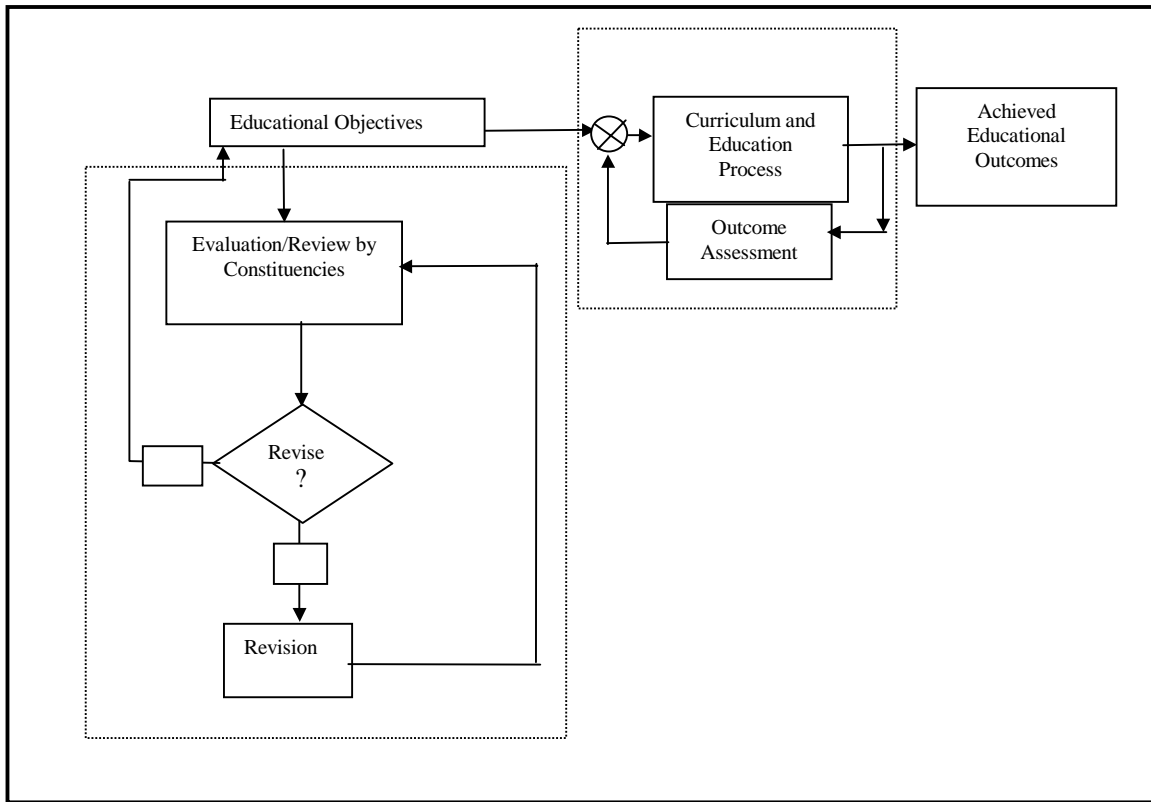 Educational Objectives
Curriculum and
Education
Process
Achieved
Educational
Outcomes
Outcome
Assessment
Evaluation/Review by
Constituencies
Revise
?
Revision